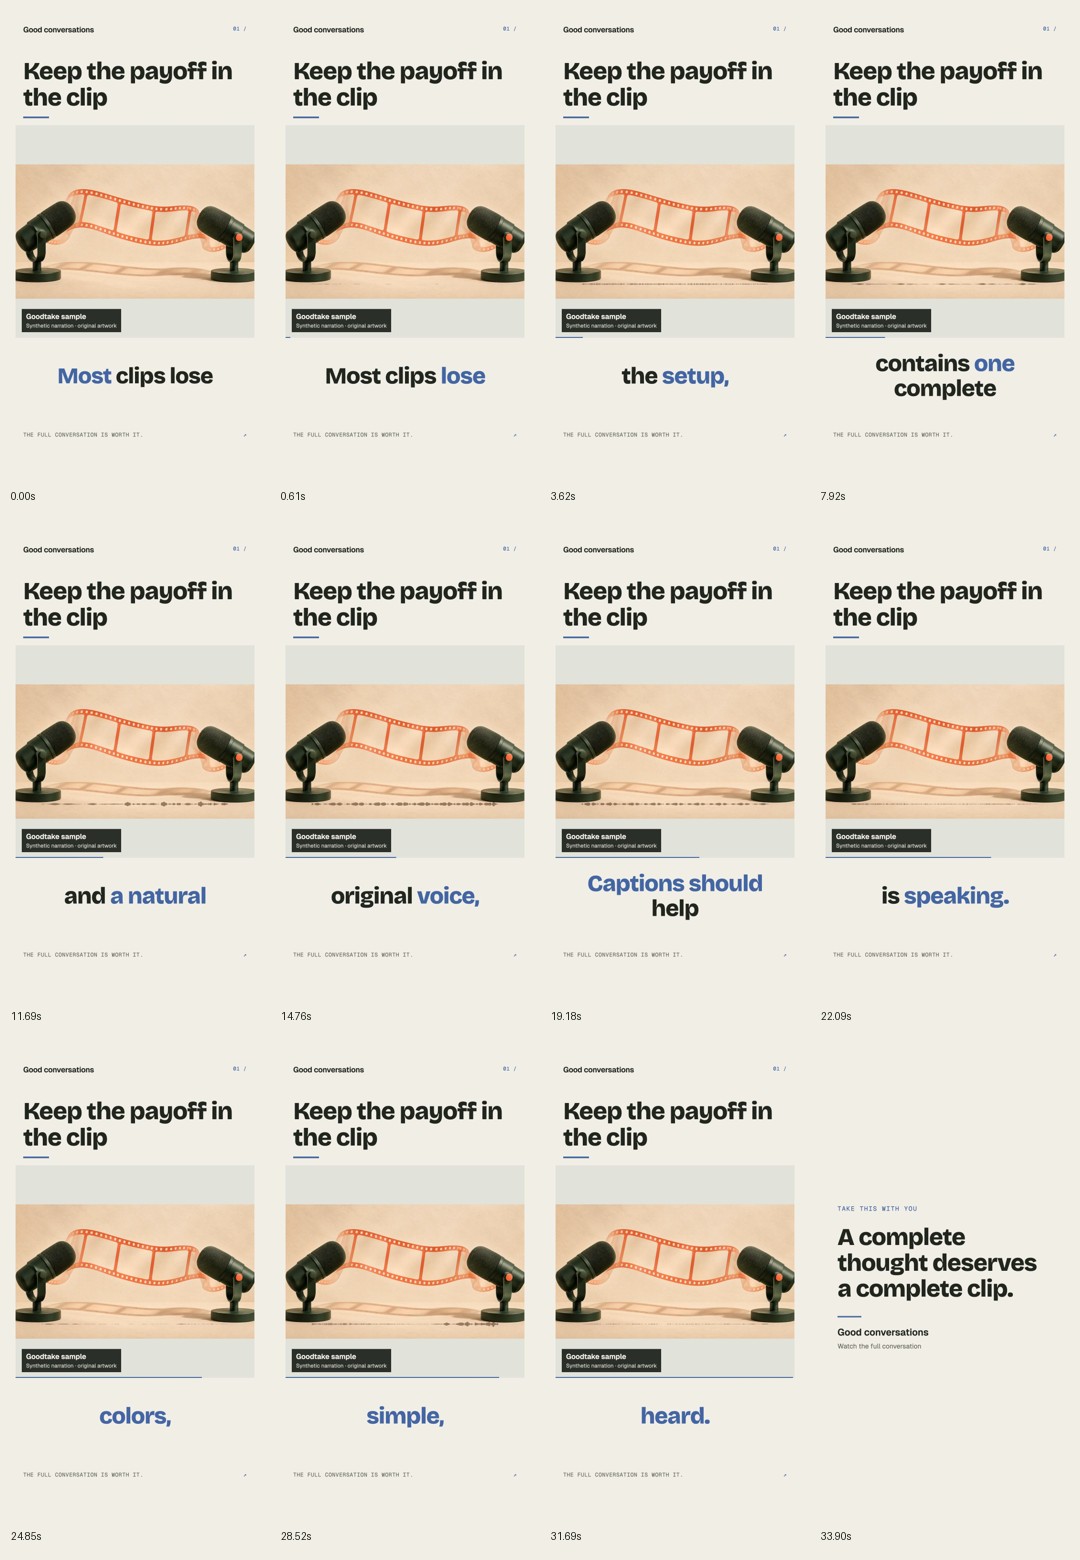 Good conversations
01 /
Keep the payoff in
the clip
Goodtake sample
Synthetic narration · original artwork
Most clips lose
THE FULL CONVERSATION IS WORTH IT.
0.00s
Good conversations
01 /
Keep the payoff in
the clip
Goodtake sample
Synthetic narration · original artwork
Most clips lose
THE FULL CONVERSATION IS WORTH IT.
0.61s
Good conversations
01 /
Keep the payoff in
the clip
Goodtake sample
Synthetic narration · original artwork
the setup,
THE FULL CONVERSATION IS WORTH IT.
3.62s
Good conversations
01 /
Keep the payoff in
the clip
Goodtake sample
Synthetic narration · original artwork
contains one
complete
THE FULL CONVERSATION IS WORTH IT.
7.92s
Good conversations
01 /
Keep the payoff in
the clip
Goodtake sample
Synthetic narration · original artwork
and a natural
THE FULL CONVERSATION IS WORTH IT.
11.69s
Good conversations
01 /
Keep the payoff in
the clip
Goodtake sample
Synthetic narration · original artwork
original voice,
THE FULL CONVERSATION IS WORTH IT.
14.76s
Good conversations
01 /
Keep the payoff in
the clip
Goodtake sample
Synthetic narration · original artwork
Captions should
help
THE FULL CONVERSATION IS WORTH IT.
19.18s
Good conversations
01 /
Keep the payoff in
the clip
Goodtake sample
Synthetic narration · original artwork
is speaking.
THE FULL CONVERSATION IS WORTH IT.
22.09s
Good conversations
01 /
Keep the payoff in
the clip
Goodtake sample
Synthetic narration · original artwork
colors,
THE FULL CONVERSATION IS WORTH IT.
24.85s
Good conversations
01 /
Keep the payoff in
the clip
Goodtake sample
Synthetic narration · original artwork
simple,
THE FULL CONVERSATION IS WORTH IT.
28.52s
Good conversations
01 /
Keep the payoff in
the clip
Goodtake sample
Synthetic narration · original artwork
heard.
THE FULL CONVERSATION IS WORTH IT.
31.69s
TAKE THIS WITH YOU
A complete
thought deserves
a complete clip.
Good conversations
Watch the full conversation
33.90s